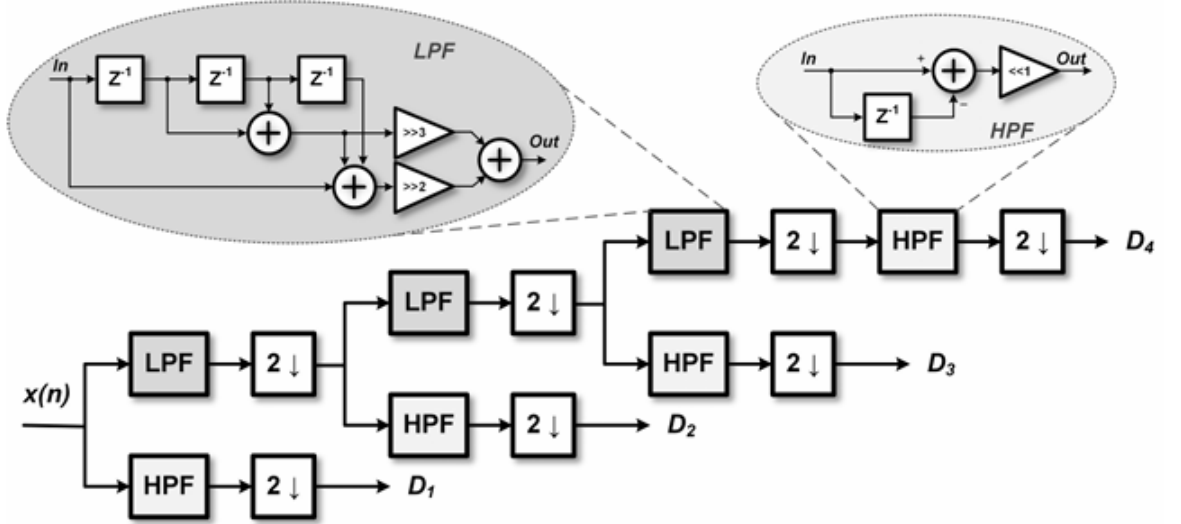 LPF
In
Z-1
Z-1
Z-1
+
>>3
+
>>2
+
Out
In
+
+
−
<<1
Out
Z-1
HPF
LPF
2 ↓
HPF
2 ↓
D4
LPF
2 ↓
HPF
2 ↓
D3
x(n)
LPF
2 ↓
HPF
2 ↓
D2
HPF
2 ↓
D1